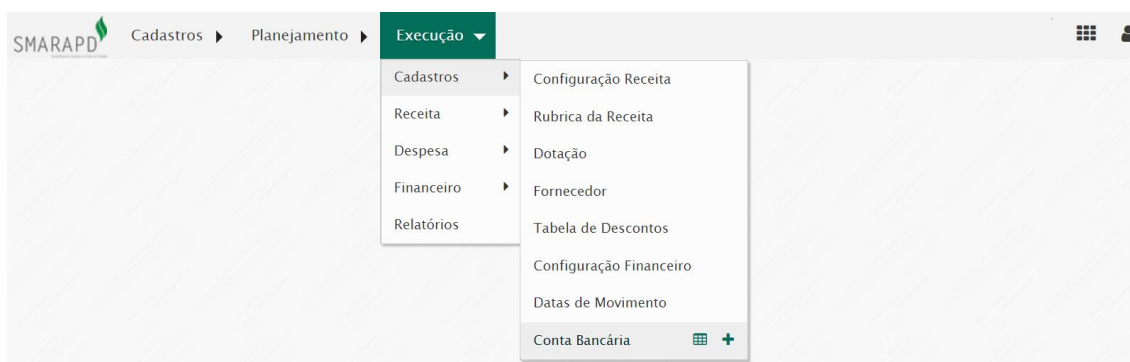 SMARAPD Cadastros Planejamento Execução
Cadastros
Receita
Despesa
Financeiro
Relatórios
Configuração Receita
Rubrica da Receita
Dotação
Fornecedor
Tabela de Descontos
Configuração Financeiro
Datas de Movimento
Conta Bancária